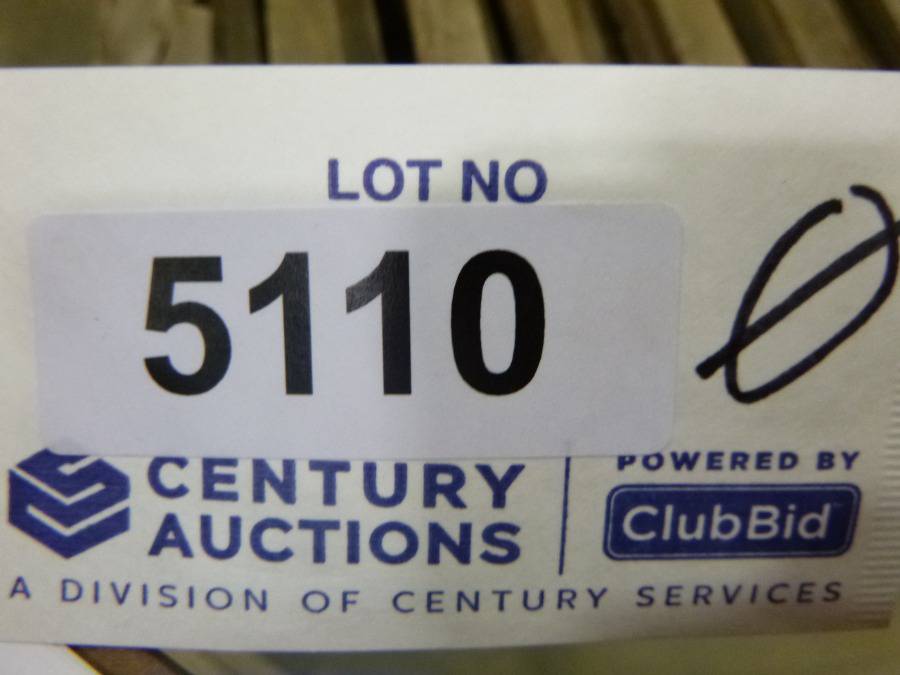 LOT NO
5110
Ø
CENTURY
AUCTIONS
POWERED BY
ClubBid
A DIVISION OF CENTURY SERVICES